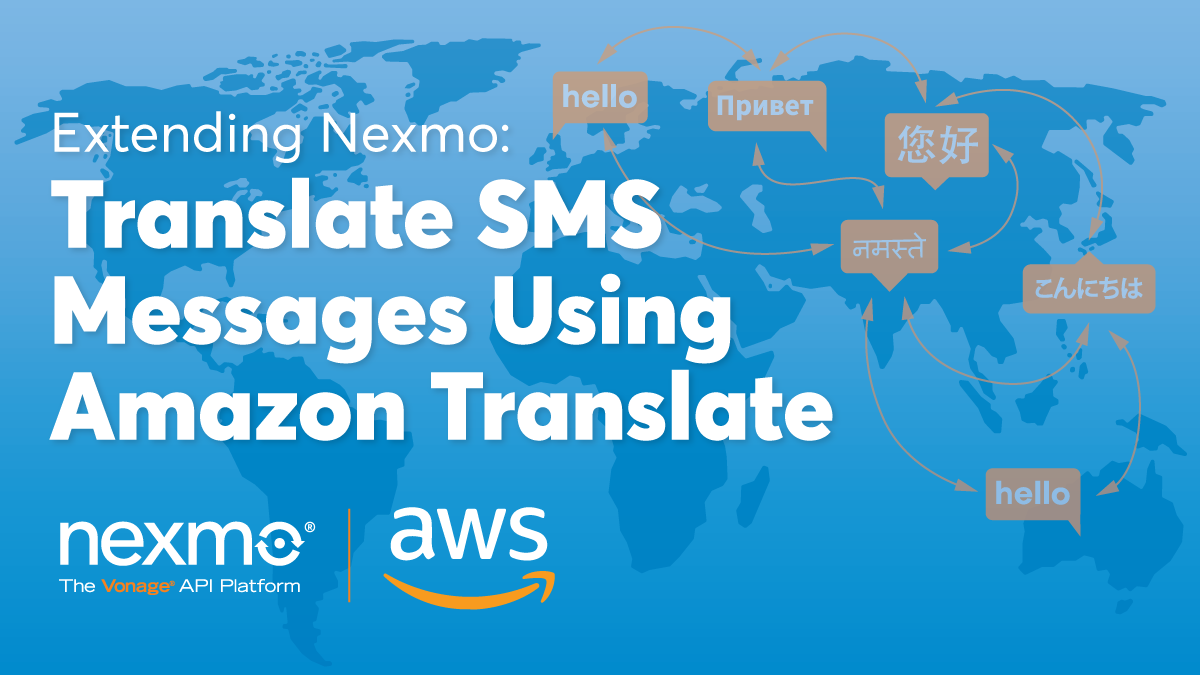 hello
Привет
您好
Extending Nexmo:
Translate SMS
Messages Using
Amazon Translate
नमस्ते
こんにちは
hello
nexmo®
The Vonage® API Platform
aws